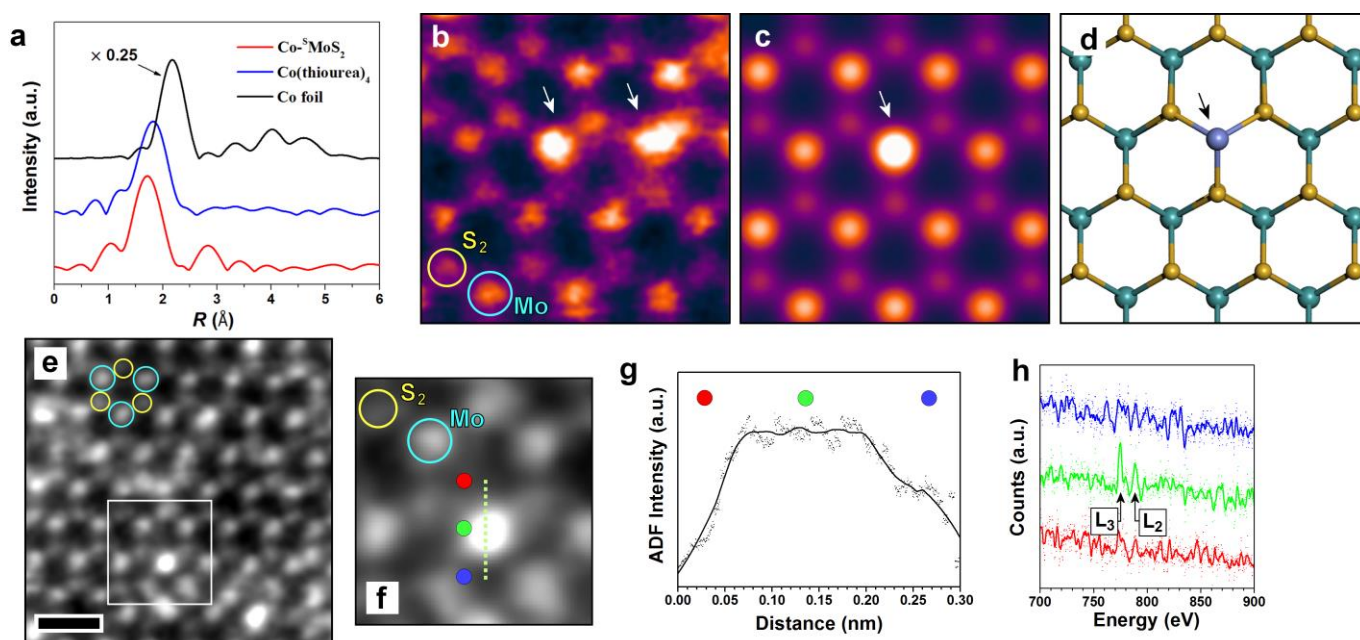 a
× 0.25
Co-ˢMoS₂
Co(thiourea)₄
Co foil
Intensity (a.u.)
0 1 2 3 4 5 6
R (Å)
b
S₂
Mo
c
d
e
f
S₂
Mo
g
ADF Intensity (a.u.)
0.00 0.05 0.10 0.15 0.20 0.25 0.30
Distance (nm)
h
Counts (a.u.)
L₃
L₂
700 750 800 850 900
Energy (eV)